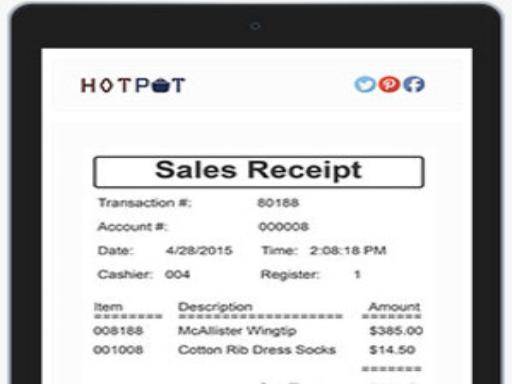 HOTPOT
Sales Receipt
Transaction #: 80188
Account #: 000008
Date: 4/28/2015 Time: 2:08:18 PM
Cashier: 004 Register: 1
Item Description Amount
======== =================== =======
008188 McAllister Wingtip $385.00
001008 Cotton Rib Dress Socks $14.50
=======